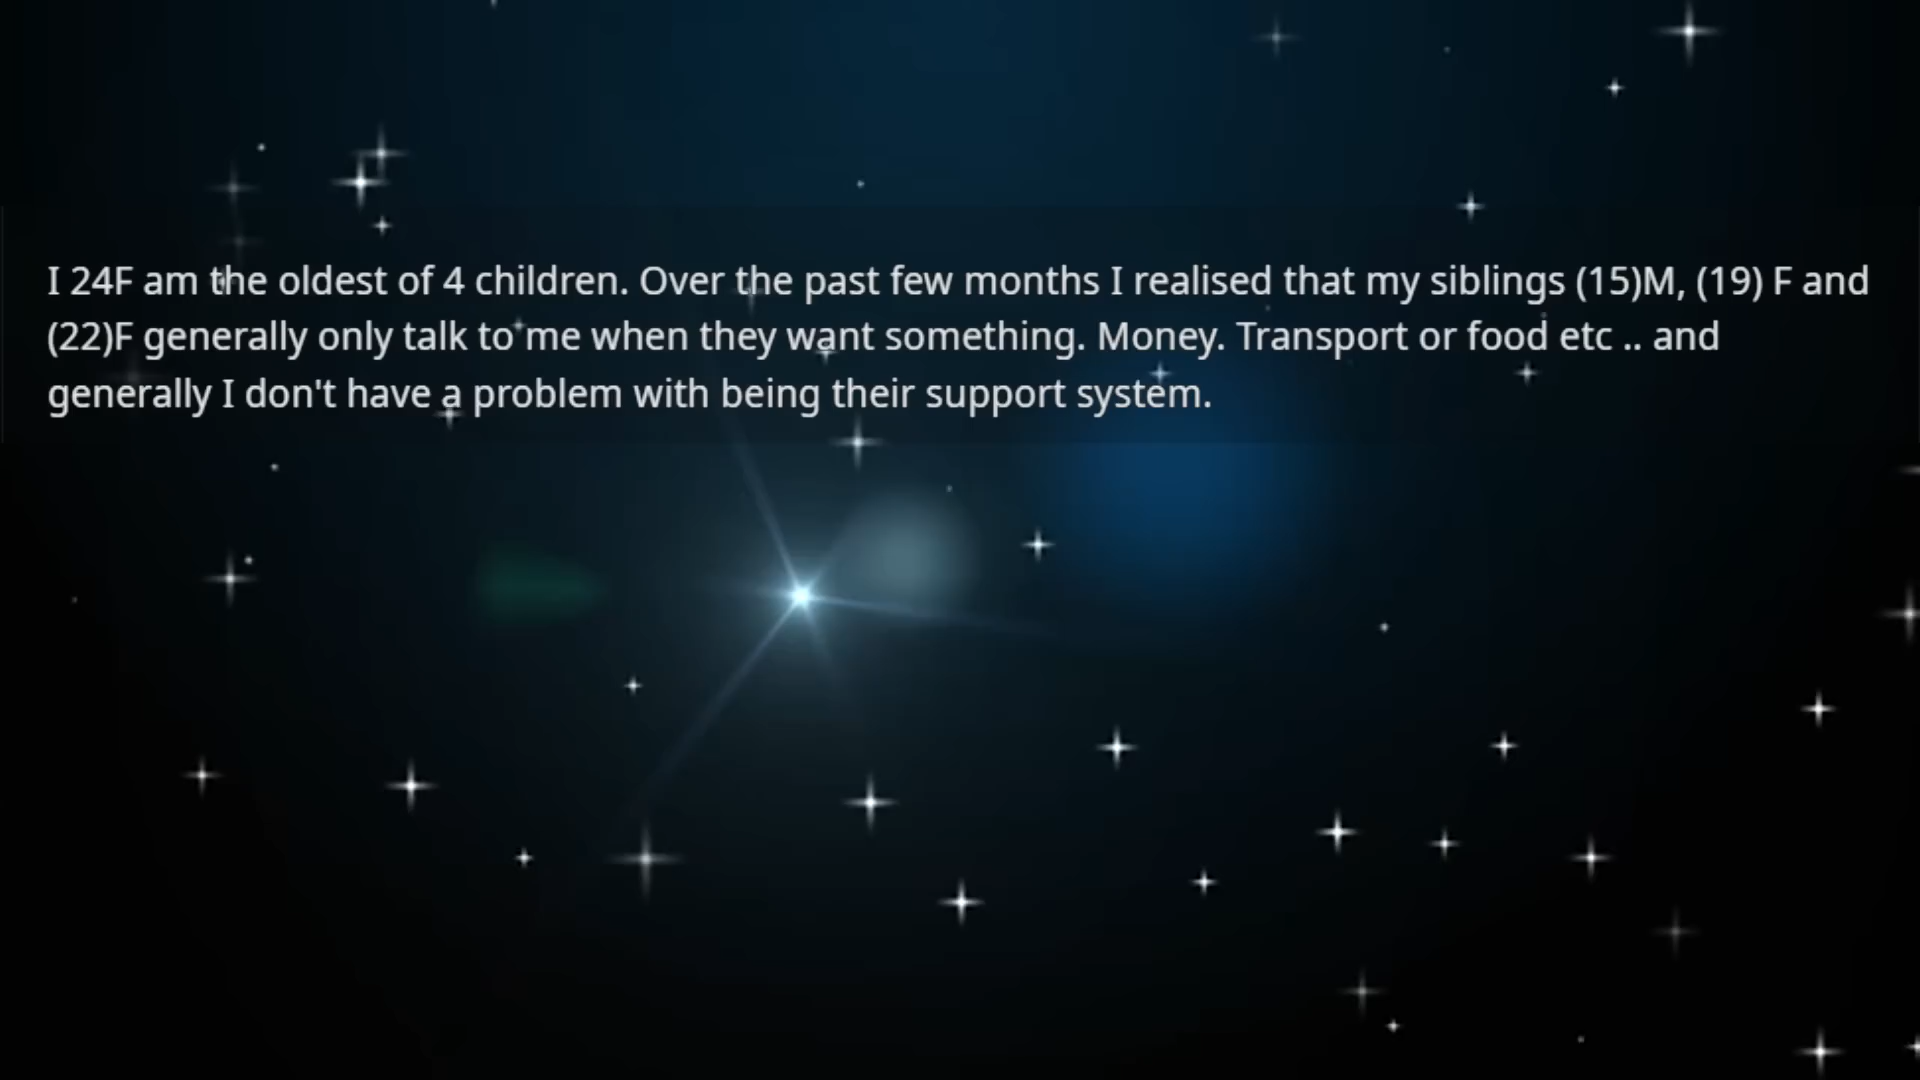 I 24F am the oldest of 4 children. Over the past few months I realised that my siblings (15)M, (19) F and
(22)F generally only talk to me when they want something. Money. Transport or food etc .. and
generally I don't have a problem with being their support system.